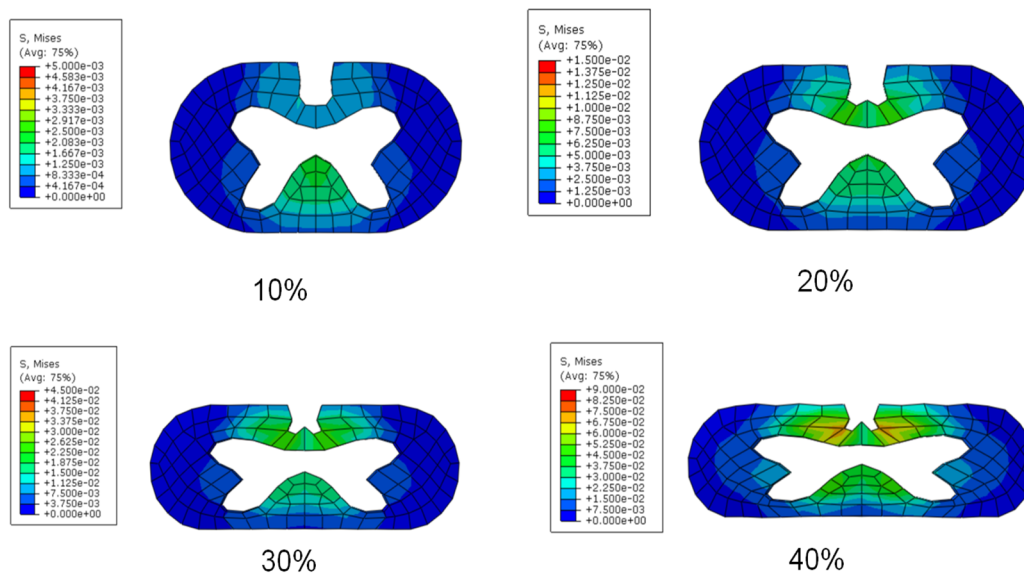 S, Mises
(Avg: 75%)
+5.000e-03
+4.583e-03
+4.167e-03
+3.750e-03
+3.333e-03
+2.917e-03
+2.500e-03
+2.083e-03
+1.667e-03
+1.250e-03
+8.333e-04
+4.167e-04
+0.000e+00
10%
S, Mises
(Avg: 75%)
+1.500e-02
+1.375e-02
+1.250e-02
+1.125e-02
+1.000e-02
+8.750e-03
+7.500e-03
+6.250e-03
+5.000e-03
+3.750e-03
+2.500e-03
+1.250e-03
+0.000e+00
20%
S, Mises
(Avg: 75%)
+4.500e-02
+4.125e-02
+3.750e-02
+3.375e-02
+3.000e-02
+2.625e-02
+2.250e-02
+1.875e-02
+1.500e-02
+1.125e-02
+7.500e-03
+3.750e-03
+0.000e+00
30%
S, Mises
(Avg: 75%)
+9.000e-02
+8.250e-02
+7.500e-02
+6.750e-02
+6.000e-02
+5.250e-02
+4.500e-02
+3.750e-02
+3.000e-02
+2.250e-02
+1.500e-02
+7.500e-03
+0.000e+00
40%